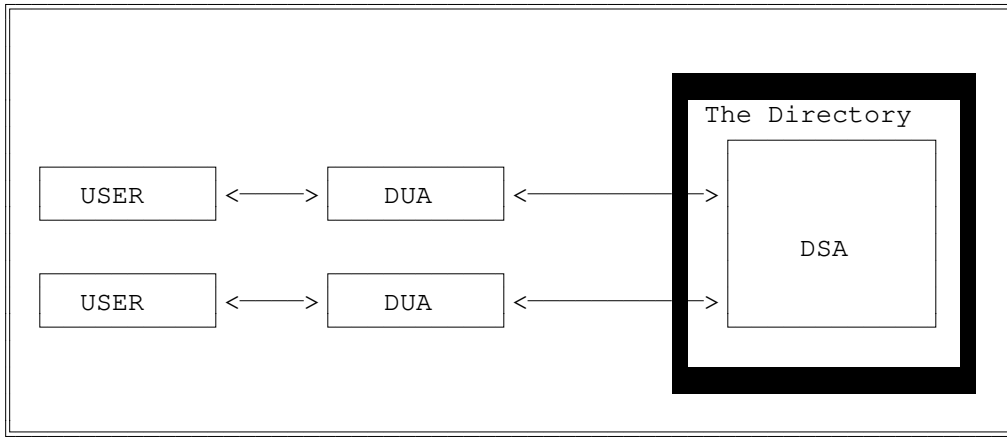 The Directory
USER <——> DUA <————>
DSA
USER <——> DUA <————>